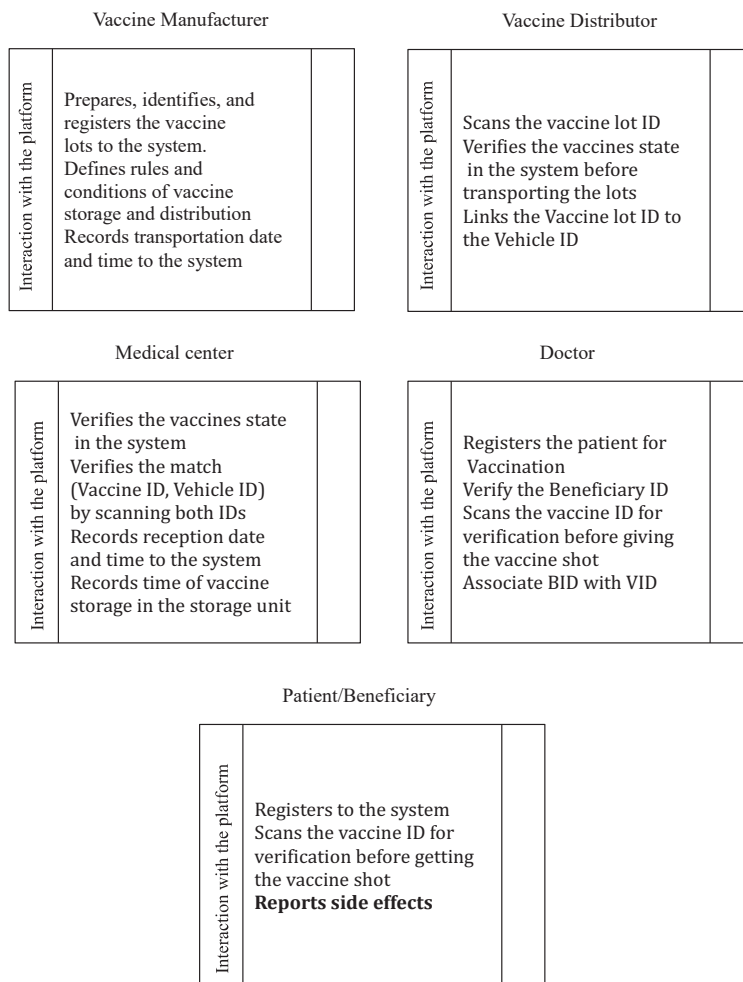 Vaccine Manufacturer
Interaction with the platform
Prepares, identifies, and
registers the vaccine
lots to the system.
Defines rules and
conditions of vaccine
storage and distribution
Records transportation date
and time to the system
Vaccine Distributor
Interaction with the platform
Scans the vaccine lot ID
Verifies the vaccines state
in the system before
transporting the lots
Links the Vaccine lot ID to
the Vehicle ID
Medical center
Interaction with the platform
Verifies the vaccines state
in the system
Verifies the match
(Vaccine ID, Vehicle ID)
by scanning both IDs
Records reception date
and time to the system
Records time of vaccine
storage in the storage unit
Doctor
Interaction with the platform
Registers the patient for
Vaccination
Verify the Beneficiary ID
Scans the vaccine ID for
verification before giving
the vaccine shot
Associate BID with VID
Patient/Beneficiary
Interaction with the platform
Registers to the system
Scans the vaccine ID for
verification before getting
the vaccine shot
Reports side effects